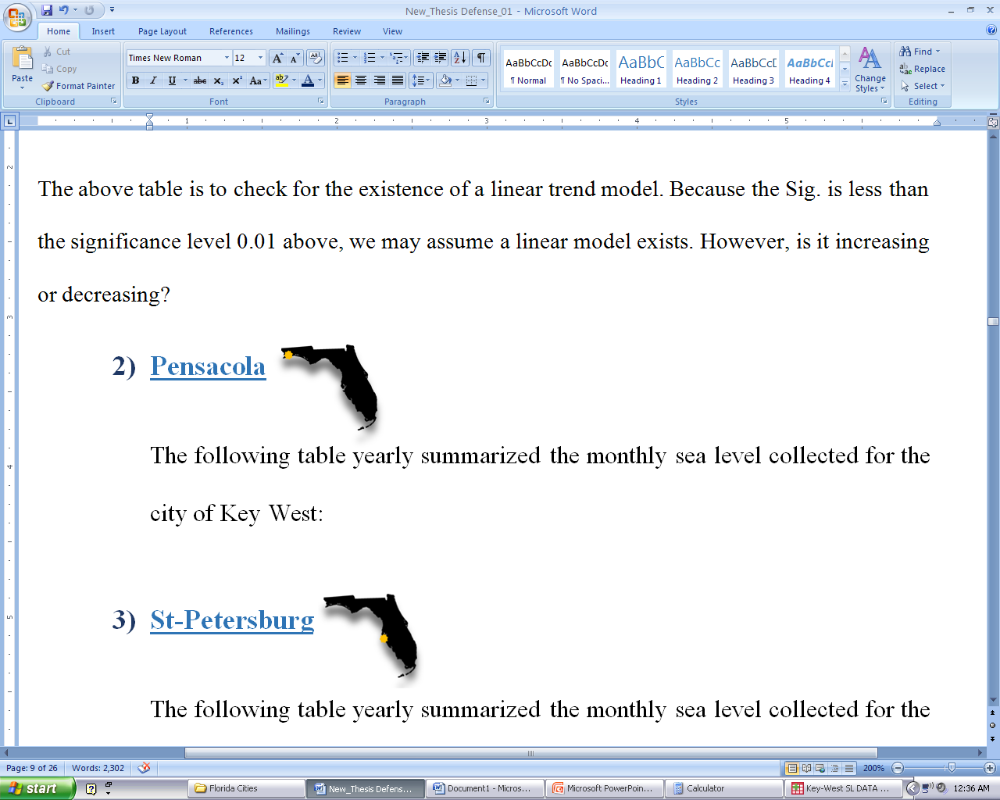 New_Thesis Defense_01 - Microsoft Word
Home Insert Page Layout References Mailings Review View
Paste
Cut
Copy
Format Painter
Clipboard
Times New Roman 12
Font
Paragraph
AaBbCcDc AaBbCcDc AaBbC AaBbCc AaBbCcD AaBbCcI
¶ Normal ¶ No Spaci... Heading 1 Heading 2 Heading 3 Heading 4
Change Styles
Styles
Find
Replace
Select
Editing
1 2 3 4 5
The above table is to check for the existence of a linear trend model. Because the Sig. is less than
the significance level 0.01 above, we may assume a linear model exists. However, is it increasing
or decreasing?
2) Pensacola
The following table yearly summarized the monthly sea level collected for the
city of Key West:
3) St-Petersburg
The following table yearly summarized the monthly sea level collected for the
Page: 9 of 26 Words: 2,302 200%
start Florida Cities New_Thesis Defens... Document1 - Micros... Microsoft PowerPoin... Calculator Key-West SL DATA ... 12:36 AM